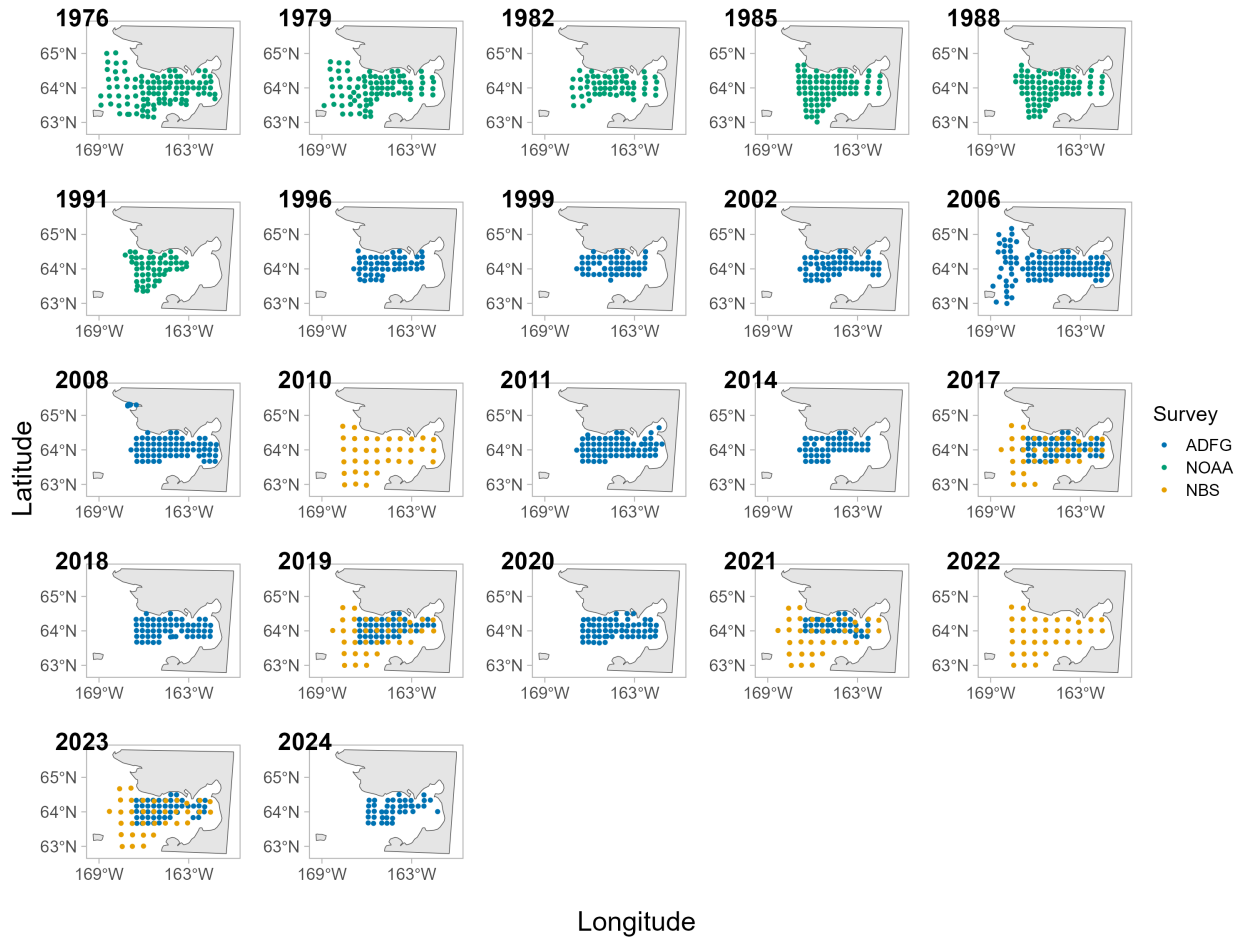 1976 1979 1982 1985 1988
65°N 65°N 65°N 65°N 65°N
64°N 64°N 64°N 64°N 64°N
63°N 63°N 63°N 63°N 63°N
169°W 163°W 169°W 163°W 169°W 163°W 169°W 163°W 169°W 163°W
1991 1996 1999 2002 2006
65°N 65°N 65°N 65°N 65°N
64°N 64°N 64°N 64°N 64°N
63°N 63°N 63°N 63°N 63°N
169°W 163°W 169°W 163°W 169°W 163°W 169°W 163°W 169°W 163°W
2008 2010 2011 2014 2017
65°N 65°N 65°N 65°N 65°N
64°N 64°N 64°N 64°N 64°N
63°N 63°N 63°N 63°N 63°N
169°W 163°W 169°W 163°W 169°W 163°W 169°W 163°W 169°W 163°W
Latitude
Survey
ADFG
NOAA
NBS
2018 2019 2020 2021 2022
65°N 65°N 65°N 65°N 65°N
64°N 64°N 64°N 64°N 64°N
63°N 63°N 63°N 63°N 63°N
169°W 163°W 169°W 163°W 169°W 163°W 169°W 163°W 169°W 163°W
2023 2024
65°N 65°N
64°N 64°N
63°N 63°N
169°W 163°W 169°W 163°W
Longitude